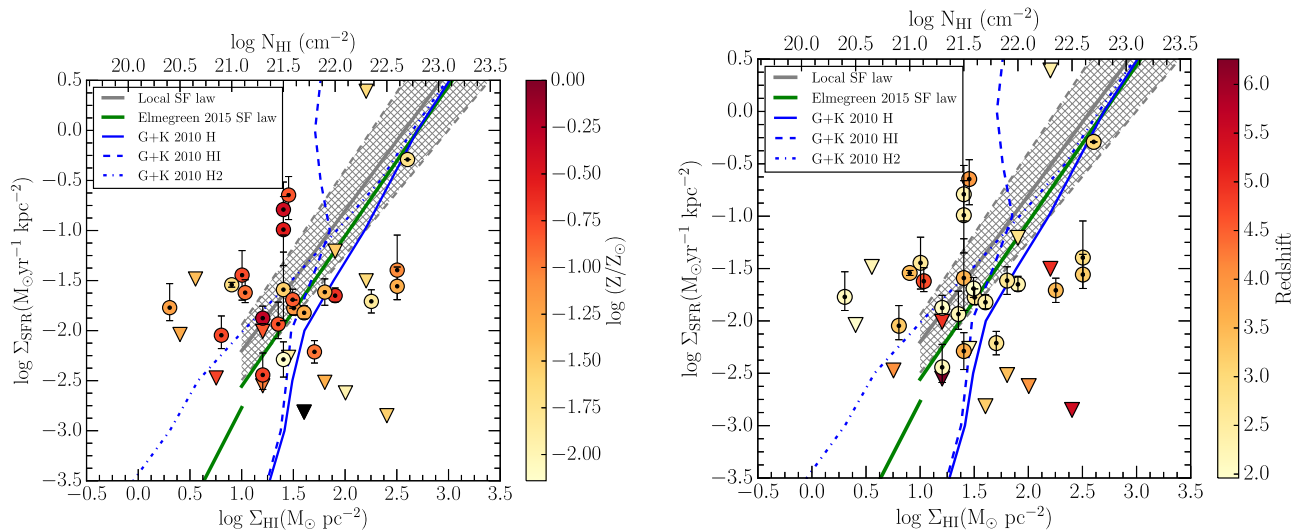 log N_HI (cm⁻²)
20.0 20.5 21.0 21.5 22.0 22.5 23.0 23.5
0.5
0.0
−0.5
−1.0
−1.5
−2.0
−2.5
−3.0
−3.5
log Σ_SFR(M⊙yr⁻¹ kpc⁻²)
Local SF law
Elmegreen 2015 SF law
G+K 2010 H
G+K 2010 HI
G+K 2010 H2
−0.5 0.0 0.5 1.0 1.5 2.0 2.5 3.0 3.5
log Σ_HI(M⊙ pc⁻²)
0.00
−0.25
−0.50
−0.75
−1.00
−1.25
−1.50
−1.75
−2.00
log (Z/Z⊙)
log N_HI (cm⁻²)
20.0 20.5 21.0 21.5 22.0 22.5 23.0 23.5
0.5
0.0
−0.5
−1.0
−1.5
−2.0
−2.5
−3.0
−3.5
log Σ_SFR(M⊙yr⁻¹ kpc⁻²)
Local SF law
Elmegreen 2015 SF law
G+K 2010 H
G+K 2010 HI
G+K 2010 H2
−0.5 0.0 0.5 1.0 1.5 2.0 2.5 3.0 3.5
log Σ_HI(M⊙ pc⁻²)
6.0
5.5
5.0
4.5
4.0
3.5
3.0
2.5
2.0
Redshift